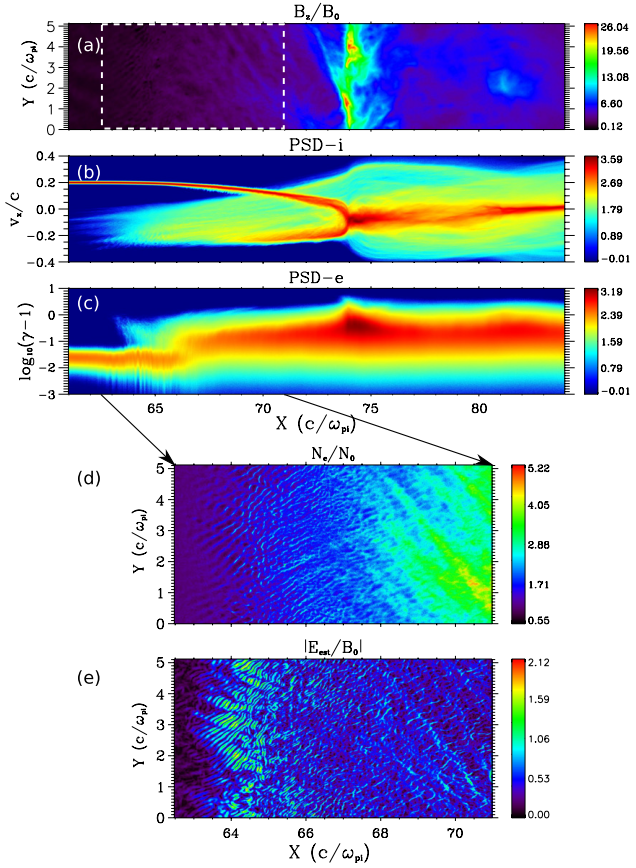 B_z/B_0
(a)
Y (c/ω_pi)
5
4
3
2
1
0
26.04
19.56
13.08
6.60
0.12
PSD-i
(b)
v_x/c
0.4
0.2
0.0
-0.2
-0.4
3.59
2.69
1.79
0.89
-0.01
PSD-e
(c)
log_10(γ-1)
1
0
-1
-2
-3
3.19
2.39
1.59
0.79
-0.01
65 70 75 80
X (c/ω_pi)
N_e/N_0
(d)
Y (c/ω_pi)
5
4
3
2
1
0
5.22
4.05
2.88
1.71
0.55
|E_est/B_0|
(e)
Y (c/ω_pi)
5
4
3
2
1
0
2.12
1.59
1.06
0.53
0.00
64 66 68 70
X (c/ω_pi)